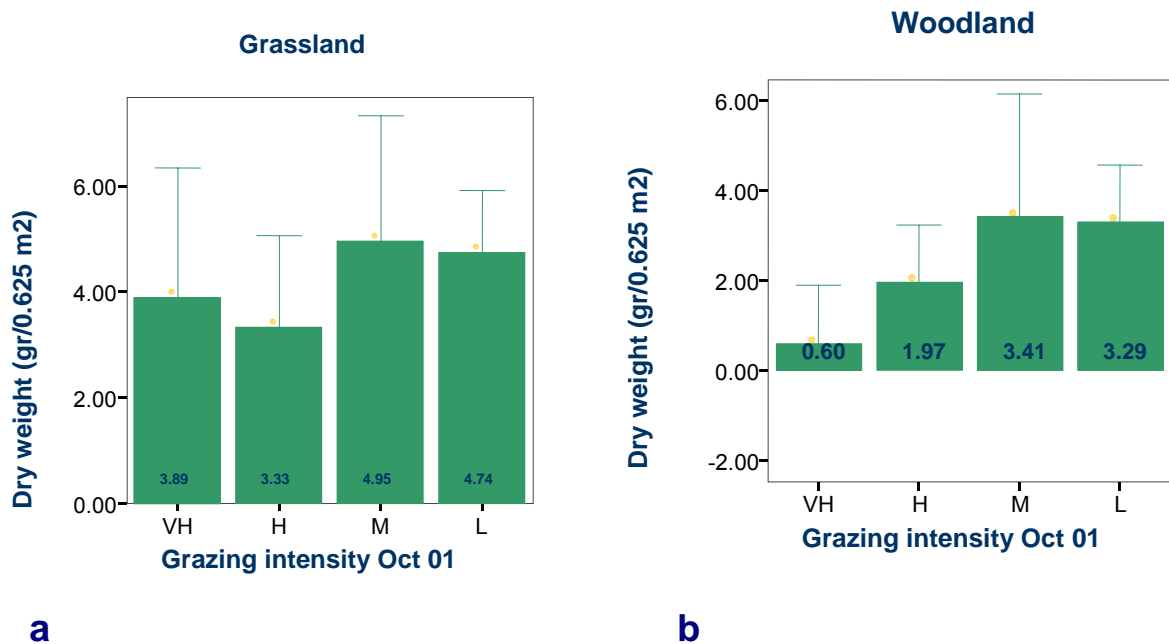 Grassland
Dry weight (gr/0.625 m2)
6.00
4.00
2.00
0.00
3.89 3.33 4.95 4.74
VH H M L
Grazing intensity Oct 01
a
Woodland
Dry weight (gr/0.625 m2)
6.00
4.00
2.00
0.00
-2.00
0.60 1.97 3.41 3.29
VH H M L
Grazing intensity Oct 01
b